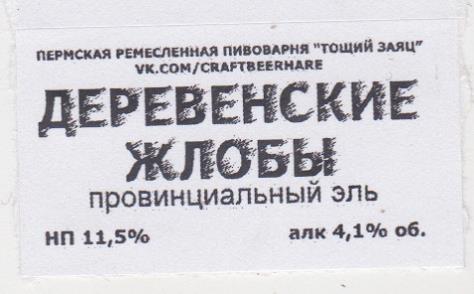 ПЕРМСКАЯ РЕМЕСЛЕННАЯ ПИВОВАРНЯ "ТОЩИЙ ЗАЯЦ"
VK.COM/CRAFTBEERHARE
ДЕРЕВЕНСКИЕ
ЖЛОБЫ
провинциальный эль
НП 11,5% алк 4,1% об.